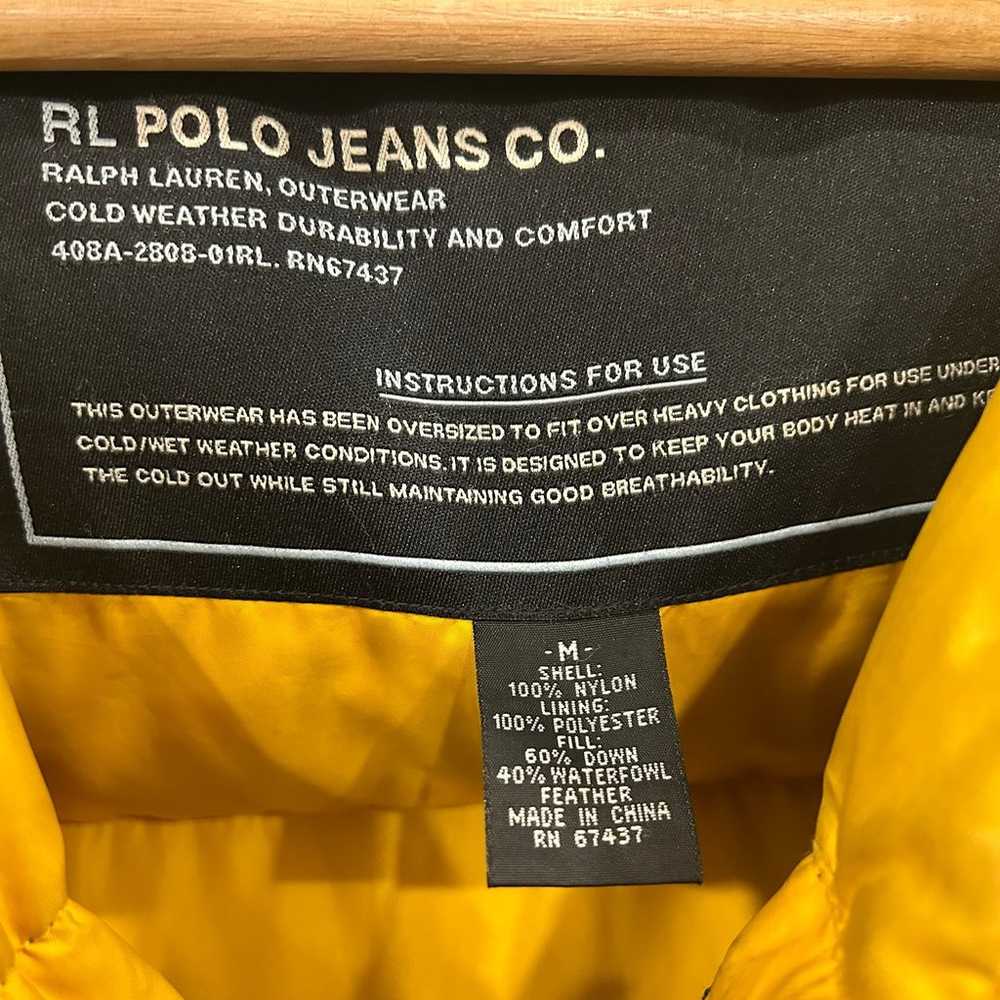 RL POLO JEANS CO.
RALPH LAUREN, OUTERWEAR
COLD WEATHER DURABILITY AND COMFORT
408A-2808-01RL. RN67437
INSTRUCTIONS FOR USE
THIS OUTERWEAR HAS BEEN OVERSIZED TO FIT OVER HEAVY CLOTHING FOR USE UNDER
COLD/WET WEATHER CONDITIONS. IT IS DESIGNED TO KEEP YOUR BODY HEAT IN AND
THE COLD OUT WHILE STILL MAINTAINING GOOD BREATHABILITY.
-M-
SHELL:
100% NYLON
LINING:
100% POLYESTER
FILL:
60% DOWN
40% WATERFOWL
FEATHER
MADE IN CHINA
RN 67437